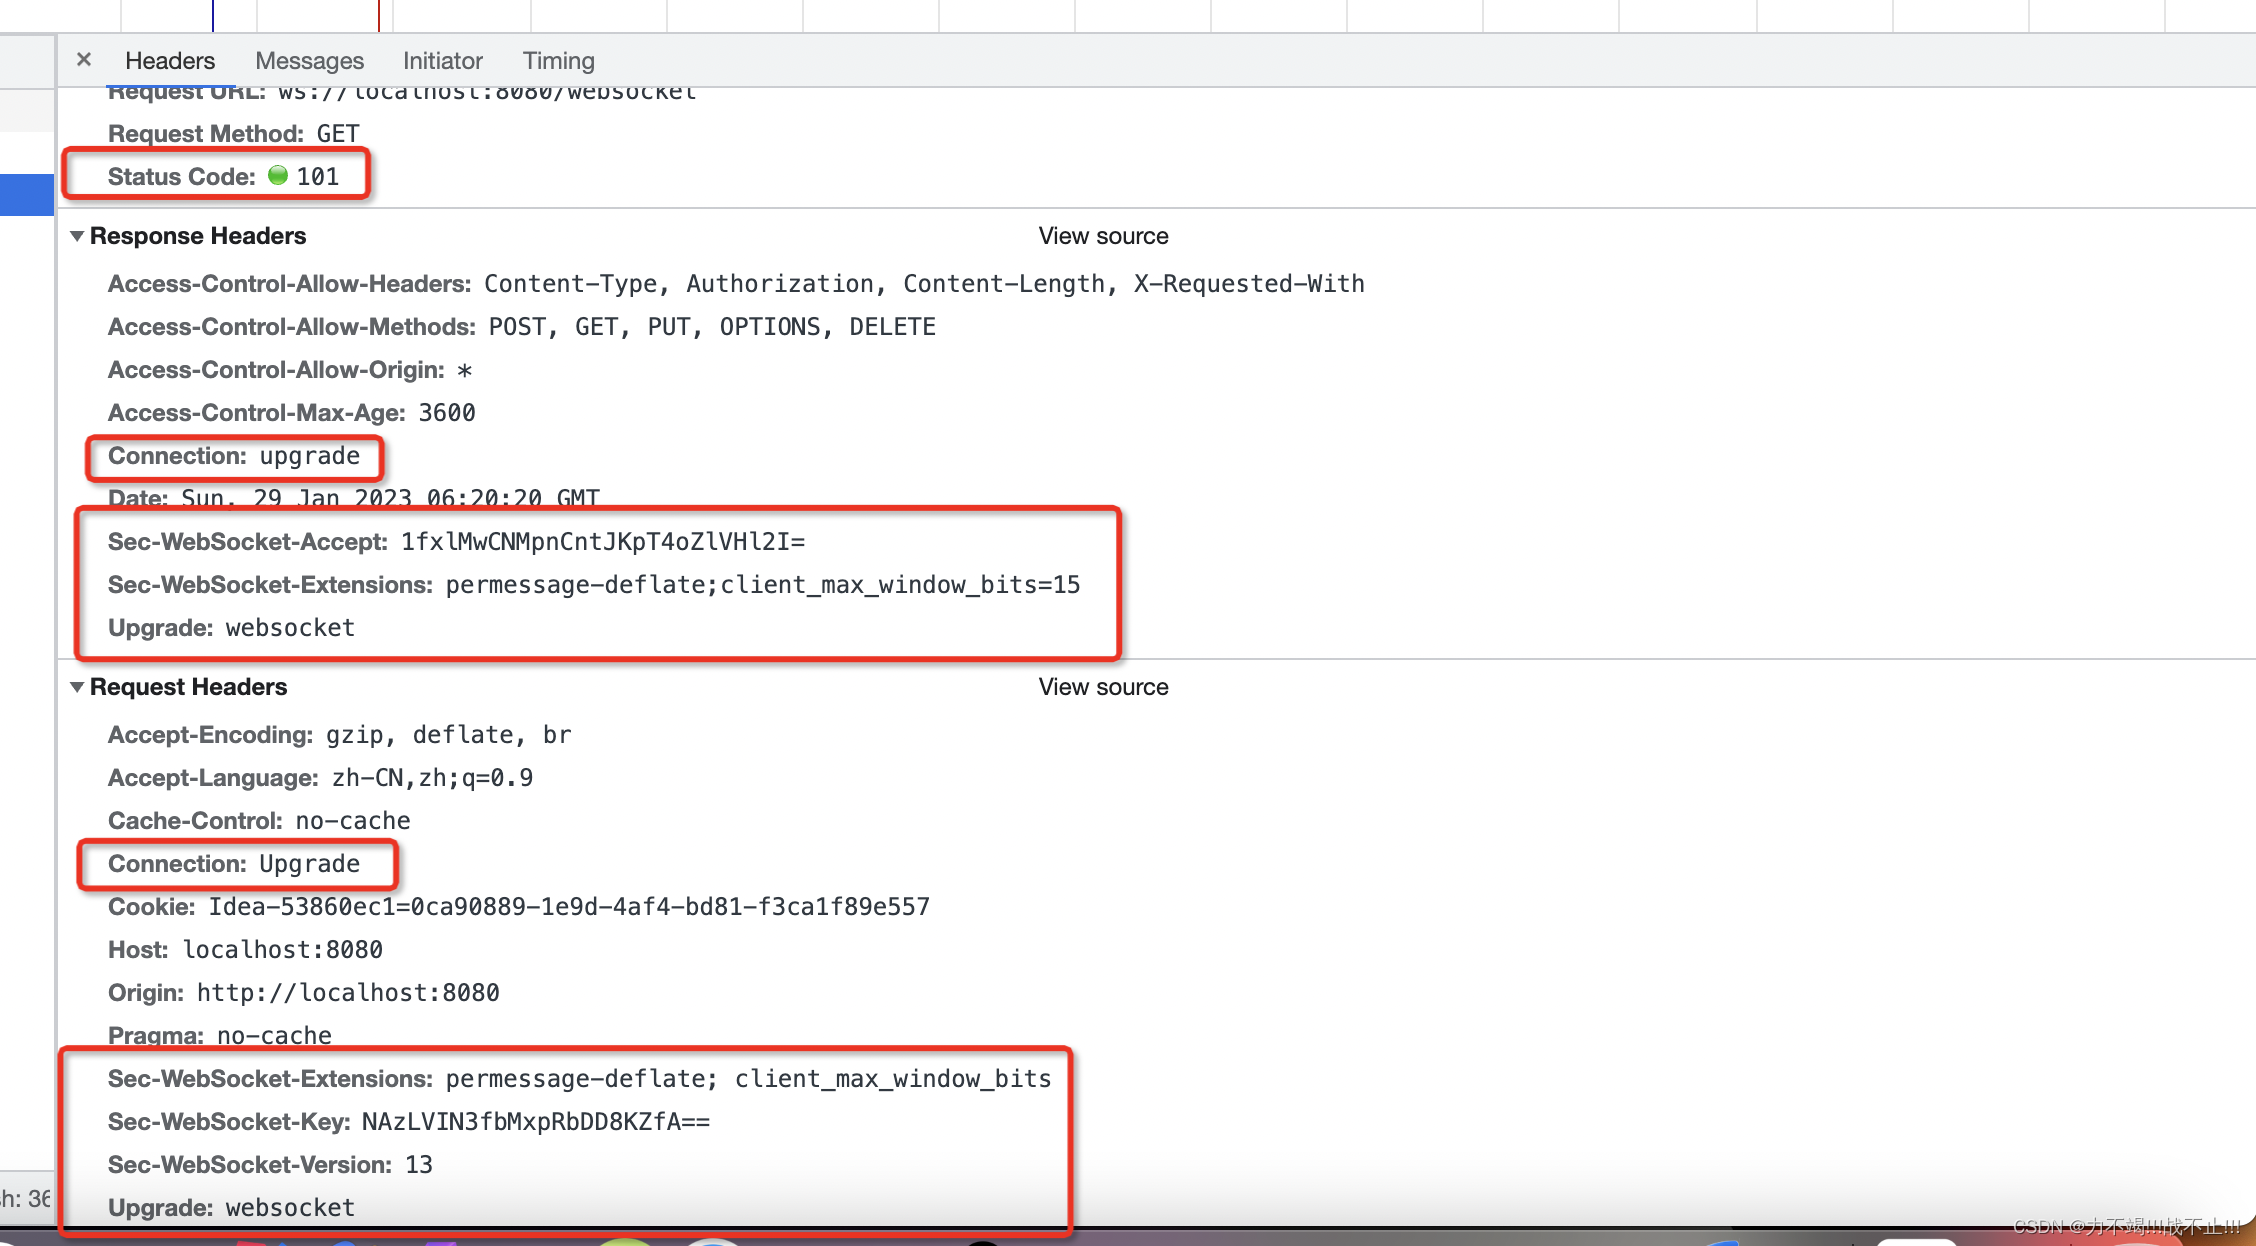 × Headers Messages Initiator Timing
Request URL: ws://localhost:8080/websocket
Request Method: GET
Status Code: 101
Response Headers View source
Access-Control-Allow-Headers: Content-Type, Authorization, Content-Length, X-Requested-With
Access-Control-Allow-Methods: POST, GET, PUT, OPTIONS, DELETE
Access-Control-Allow-Origin: *
Access-Control-Max-Age: 3600
Connection: upgrade
Date: Sun, 29 Jan 2023 06:20:20 GMT
Sec-WebSocket-Accept: 1fxlMwCNMpnCntJKpT4oZlVHl2I=
Sec-WebSocket-Extensions: permessage-deflate;client_max_window_bits=15
Upgrade: websocket
Request Headers View source
Accept-Encoding: gzip, deflate, br
Accept-Language: zh-CN,zh;q=0.9
Cache-Control: no-cache
Connection: Upgrade
Cookie: Idea-53860ec1=0ca90889-1e9d-4af4-bd81-f3ca1f89e557
Host: localhost:8080
Origin: http://localhost:8080
Pragma: no-cache
Sec-WebSocket-Extensions: permessage-deflate; client_max_window_bits
Sec-WebSocket-Key: NAzLVIN3fbMxpRbDD8KZfA==
Sec-WebSocket-Version: 13
h: 36
Upgrade: websocket
CSDN @力不竭!!!战不止!!!